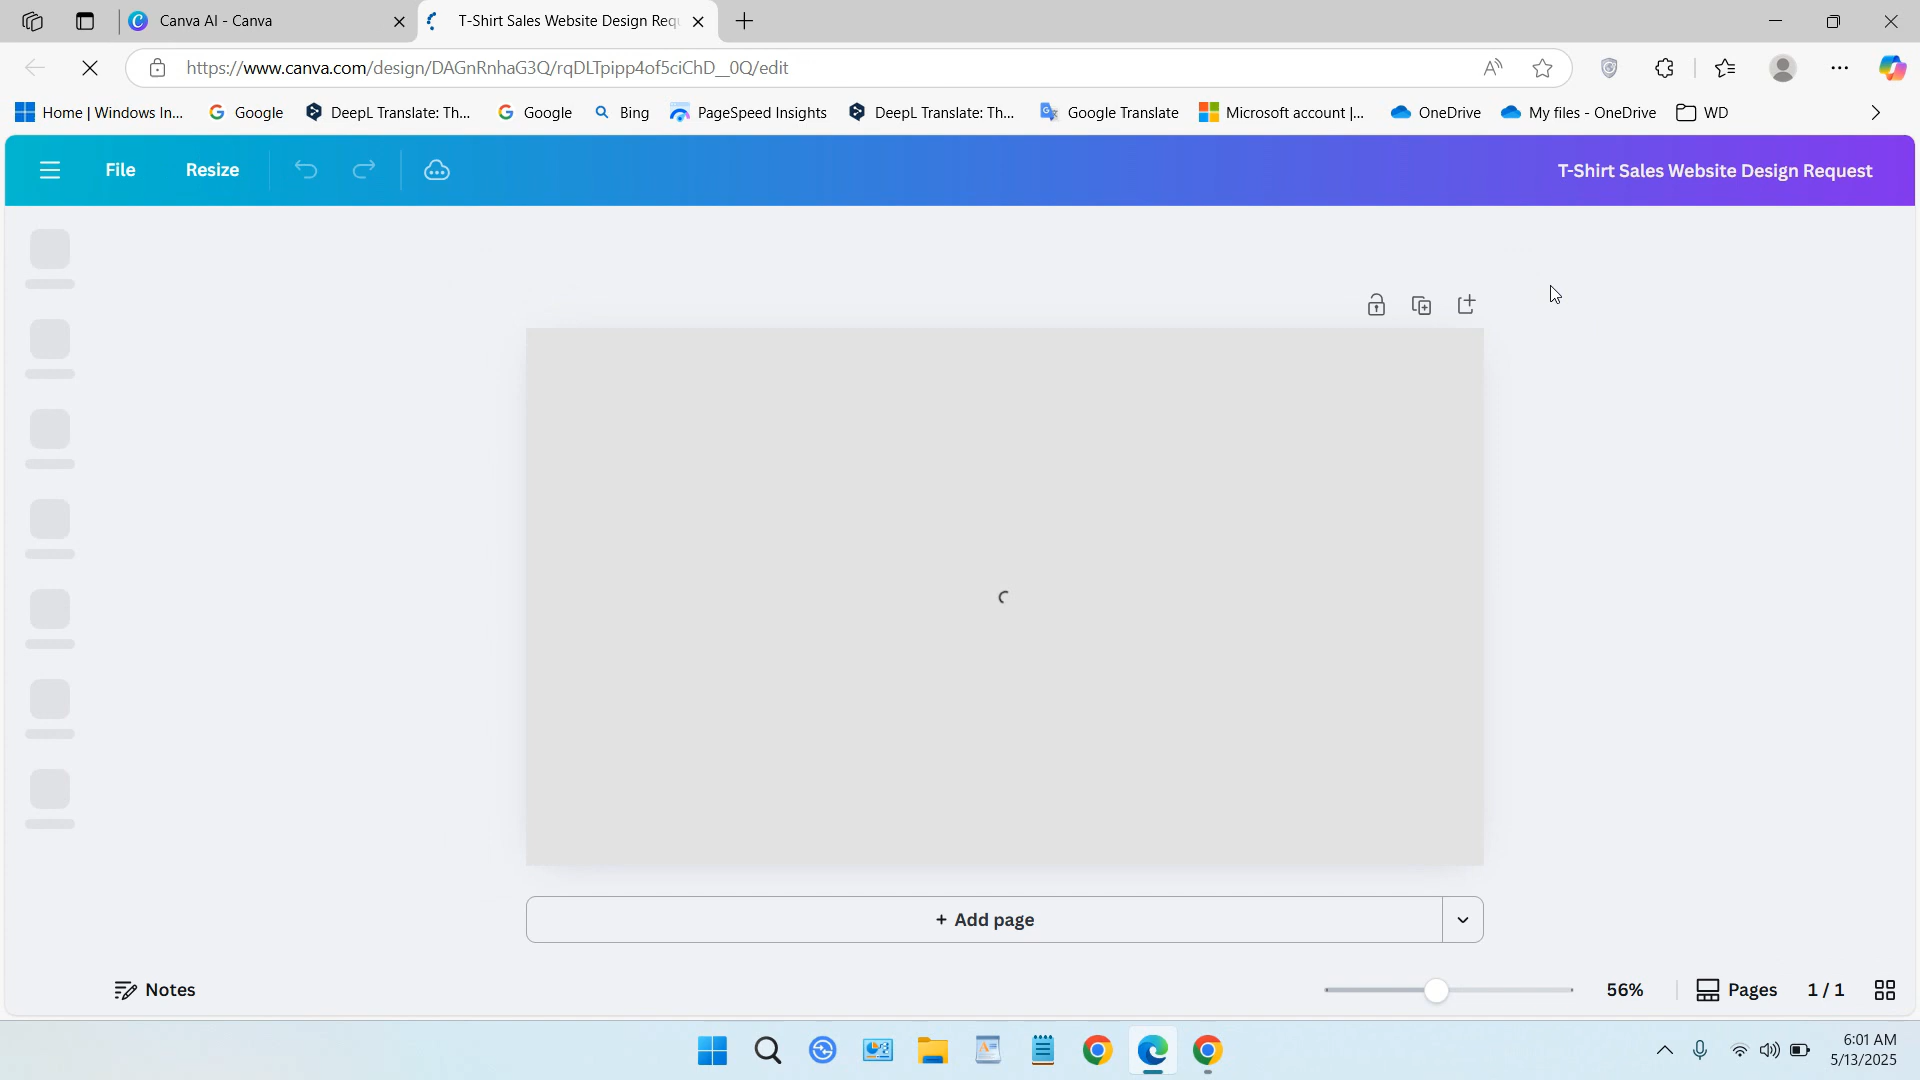 Canva AI - Canva
T-Shirt Sales Website Design Req
https://www.canva.com/design/DAGnRnhaG3Q/rqDLTpipp4of5ciChD__0Q/edit
Home | Windows In... Google DeepL Translate: Th... Google Bing PageSpeed Insights DeepL Translate: Th... Google Translate Microsoft account |... OneDrive My files - OneDrive WD
File Resize T-Shirt Sales Website Design Request
+ Add page
Notes 56% Pages 1 / 1
6:01 AM
5/13/2025